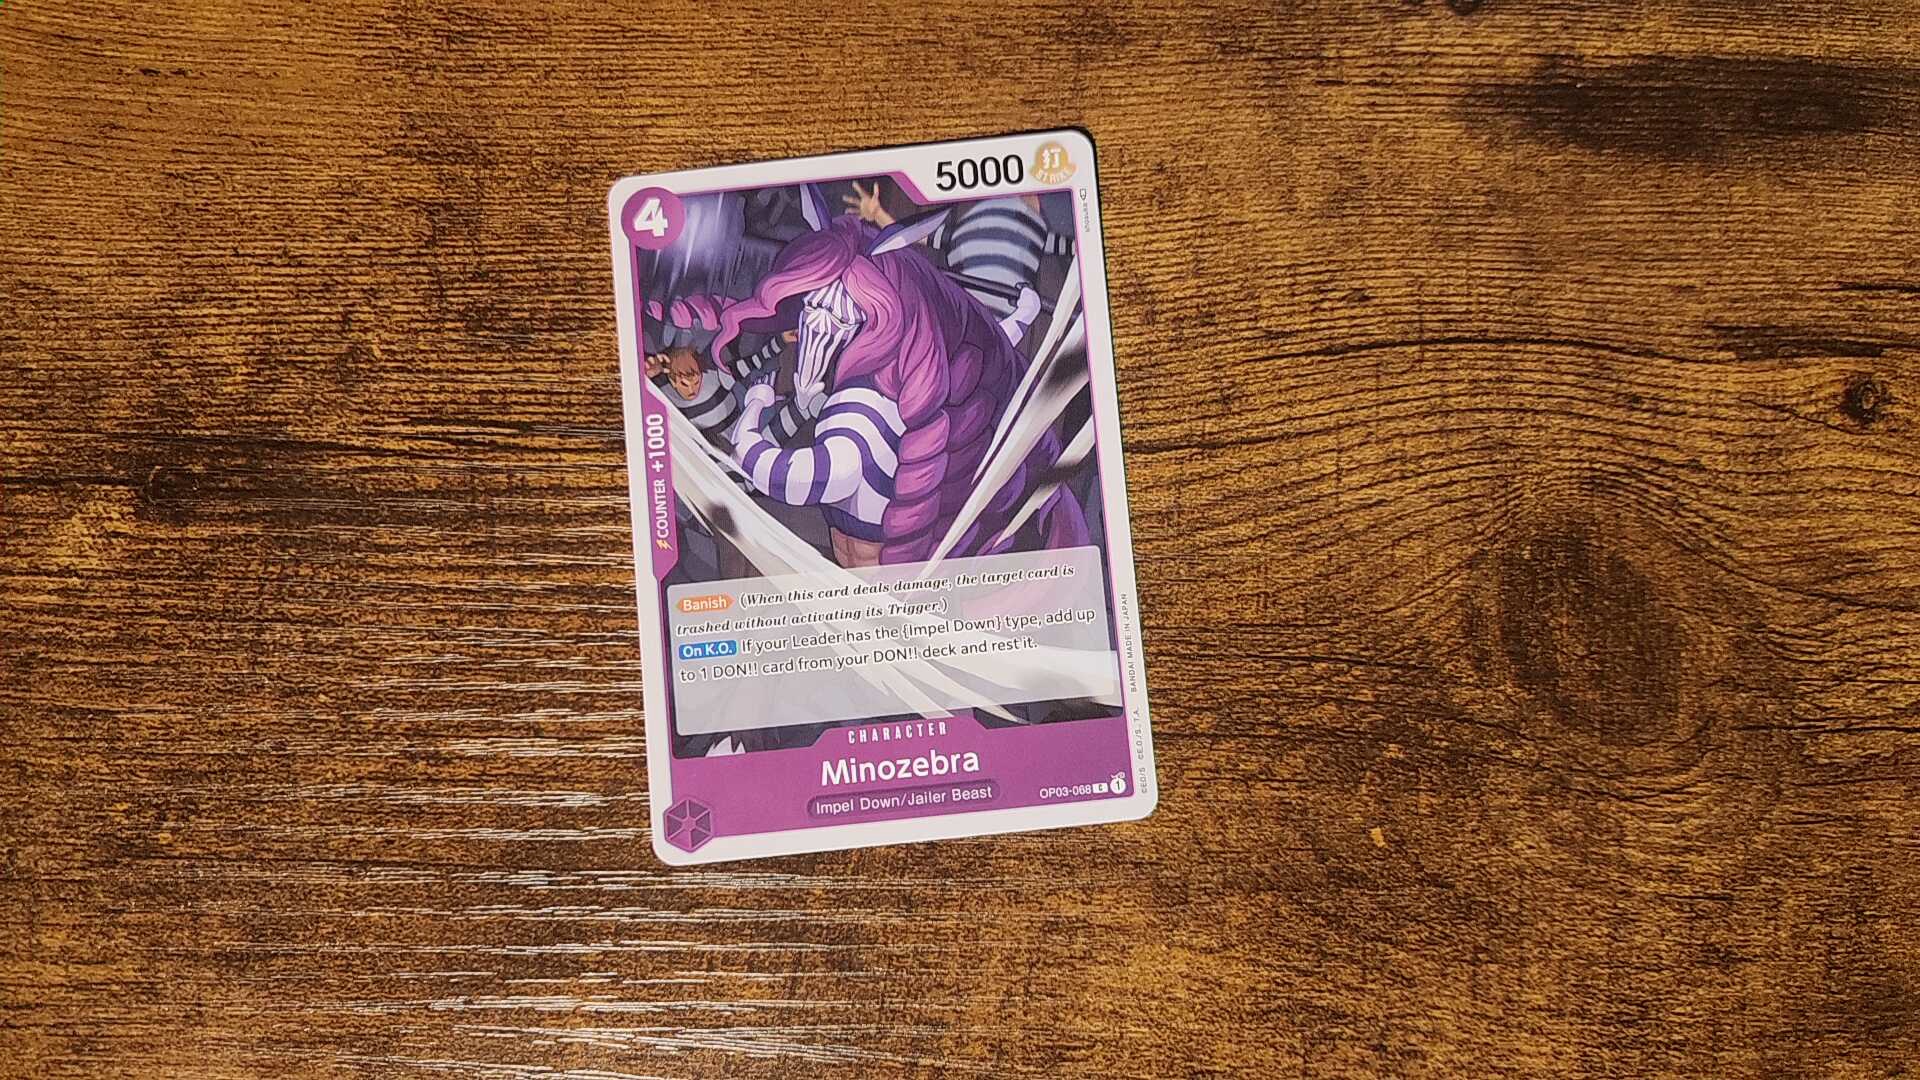 4
5000
打
STRIKE
⚡COUNTER +1000
Banish (When this card deals damage, the target card is
trashed without activating its Trigger.)
On K.O. If your Leader has the {Impel Down} type, add up
to 1 DON!! card from your DON!! deck and rest it.
CHARACTER
Minozebra
Impel Down/Jailer Beast
OP03-068 C 1
©E.O/S. ©E.O./S.,T.A. BANDAI MADE IN JAPAN